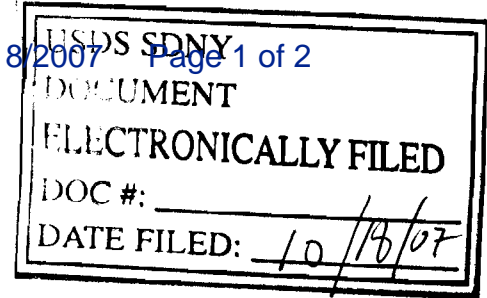 USDS SDNY
8/2007 Page 1 of 2
DOCUMENT
ELECTRONICALLY FILED
DOC #:
DATE FILED: 10/18/07